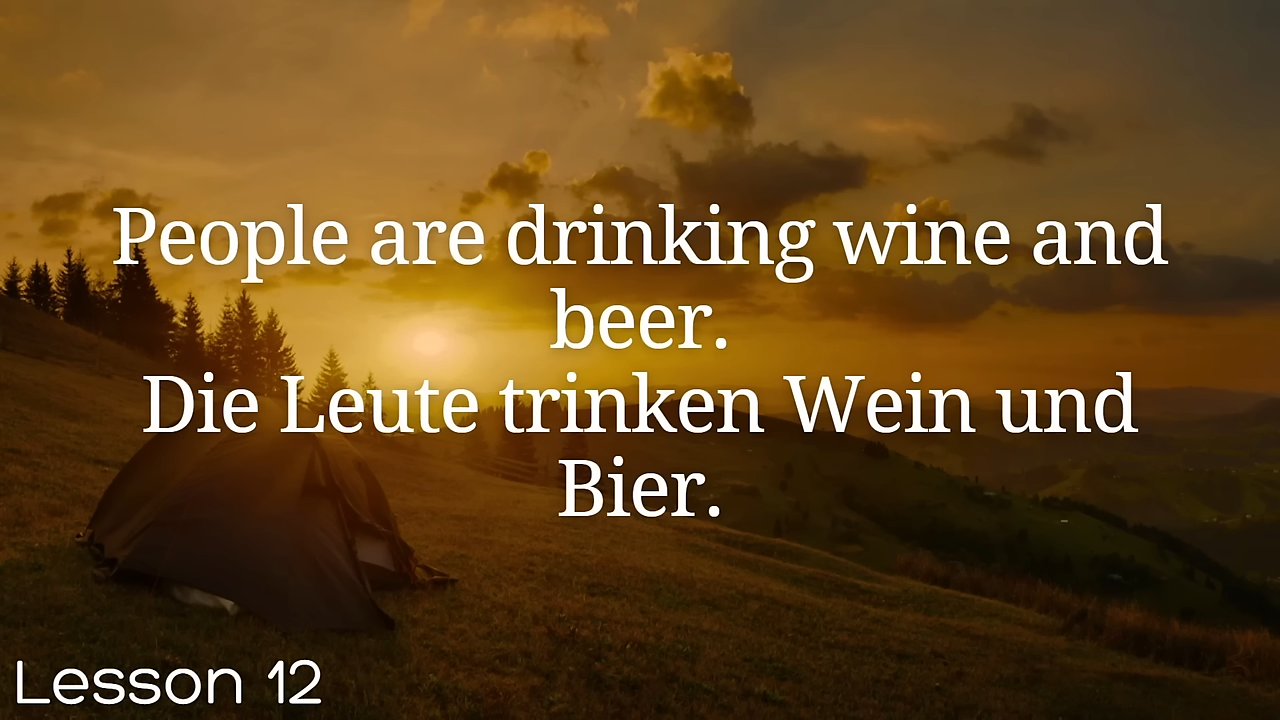 People are drinking wine and
beer.
Die Leute trinken Wein und
Bier.
Lesson 12